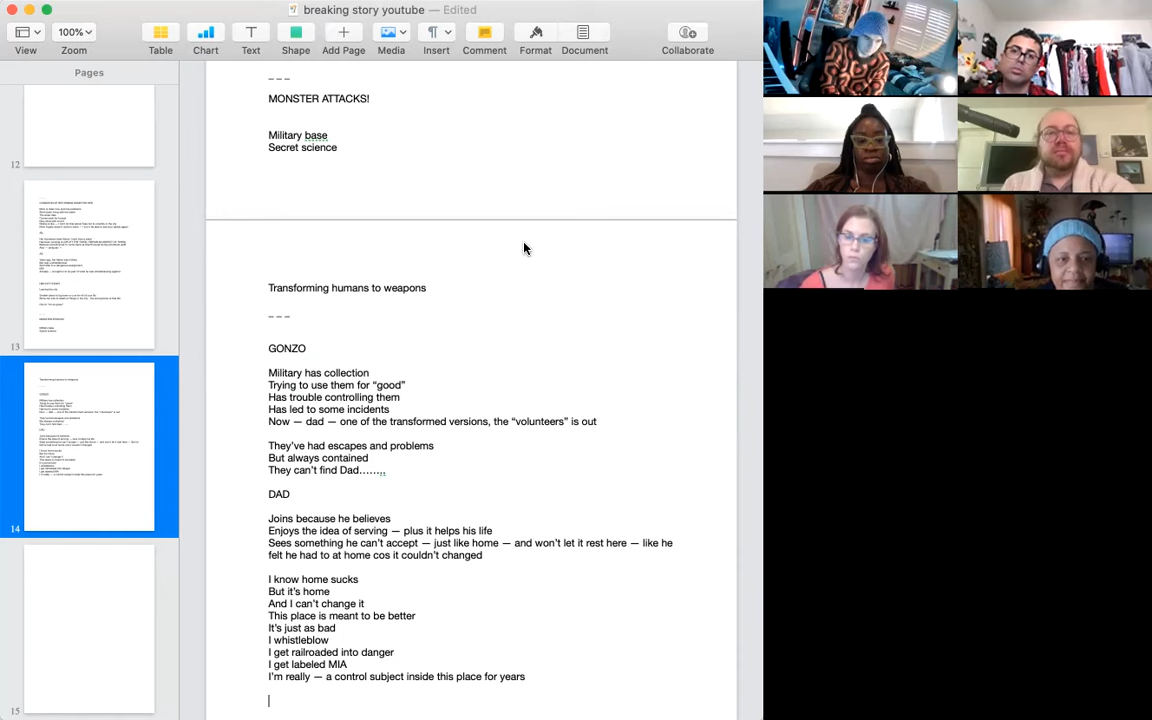 breaking story youtube — Edited
View
100%
Zoom
Table
Chart
Text
Shape
Add Page
Media
Insert
Comment
Format
Document
Collaborate
Pages
12
13
14
15
– – –
MONSTER ATTACKS!
Military base
Secret science
Transforming humans to weapons
– – –
GONZO
Military has collection
Trying to use them for “good”
Has trouble controlling them
Has led to some incidents
Now — dad — one of the transformed versions, the “volunteers” is out
They’ve had escapes and problems
But always contained
They can’t find Dad……..
DAD
Joins because he believes
Enjoys the idea of serving — plus it helps his life
Sees something he can’t accept — just like home — and won’t let it rest here — like he
felt he had to at home cos it couldn’t changed
I know home sucks
But it’s home
And I can’t change it
This place is meant to be better
It’s just as bad
I whistleblow
I get railroaded into danger
I get labeled MIA
I’m really — a control subject inside this place for years